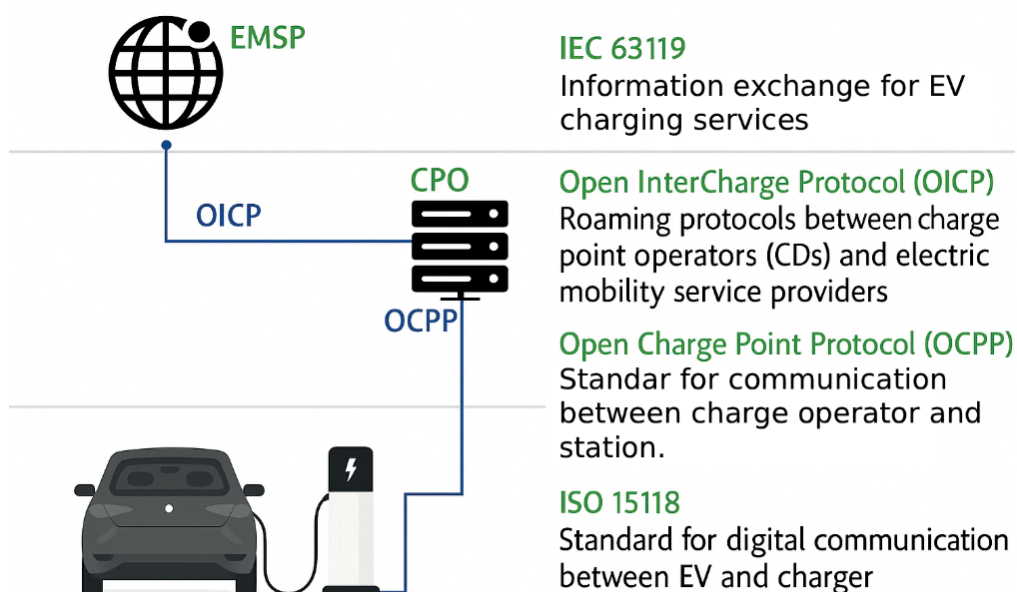 EMSP
IEC 63119
Information exchange for EV
charging services
CPO
OICP
Open InterCharge Protocol (OICP)
Roaming protocols between charge
point operators (CDs) and electric
mobility service providers
OCPP
Open Charge Point Protocol (OCPP)
Standar for communication
between charge operator and
station.
ISO 15118
Standard for digital communication
between EV and charger